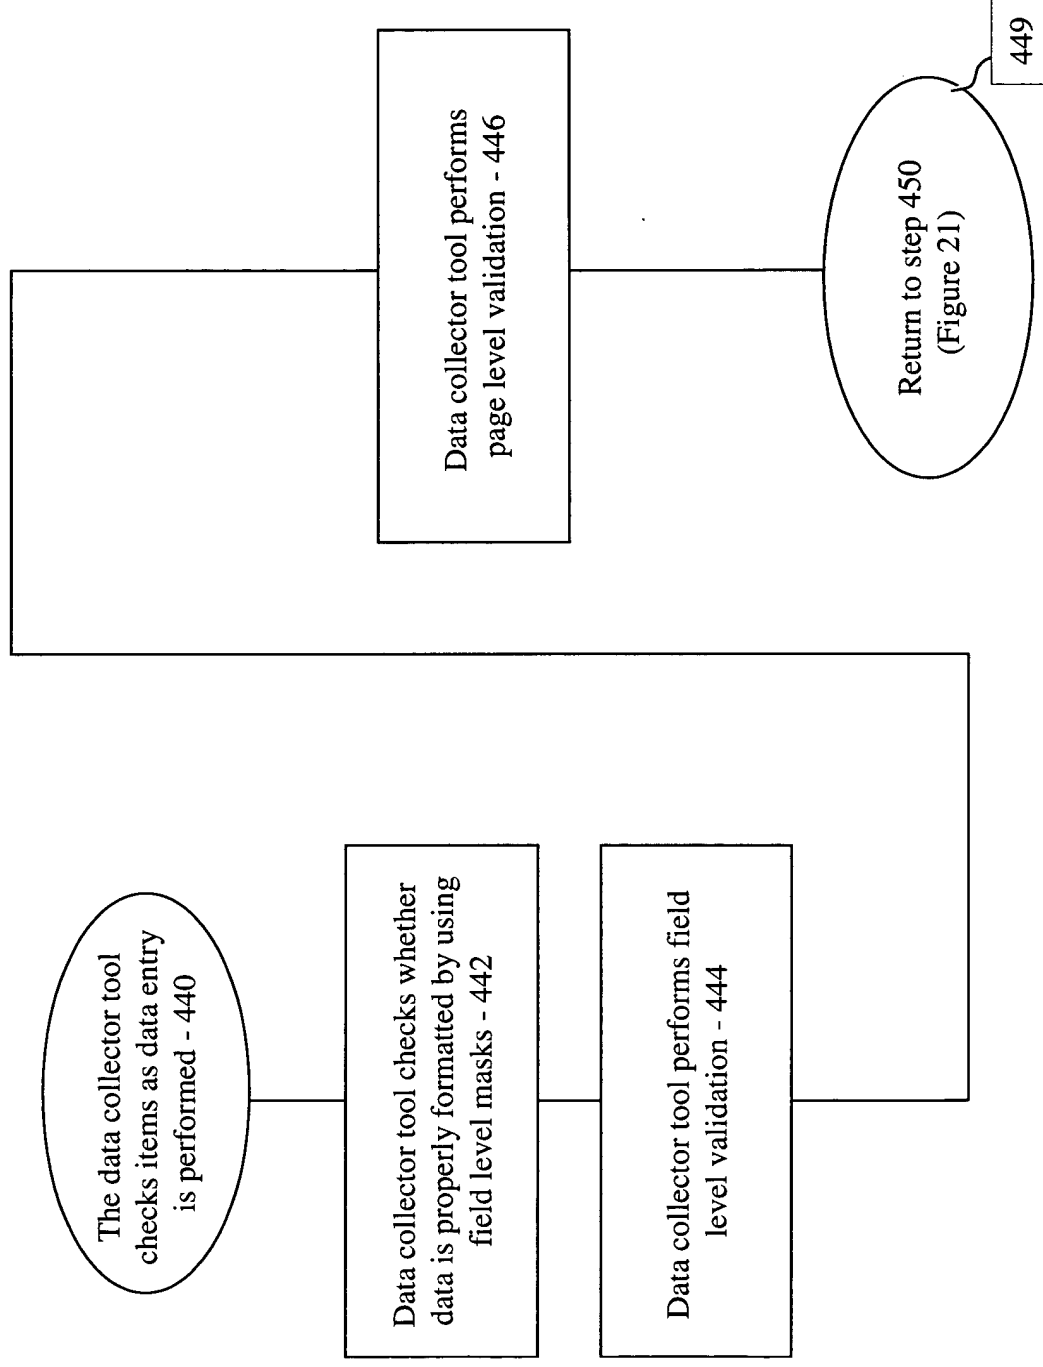 The data collector tool
checks items as data entry
is performed - 440
Data collector tool checks whether
data is properly formatted by using
field level masks - 442
Data collector tool performs field
level validation - 444
Data collector tool performs
page level validation - 446
Return to step 450
(Figure 21)
449